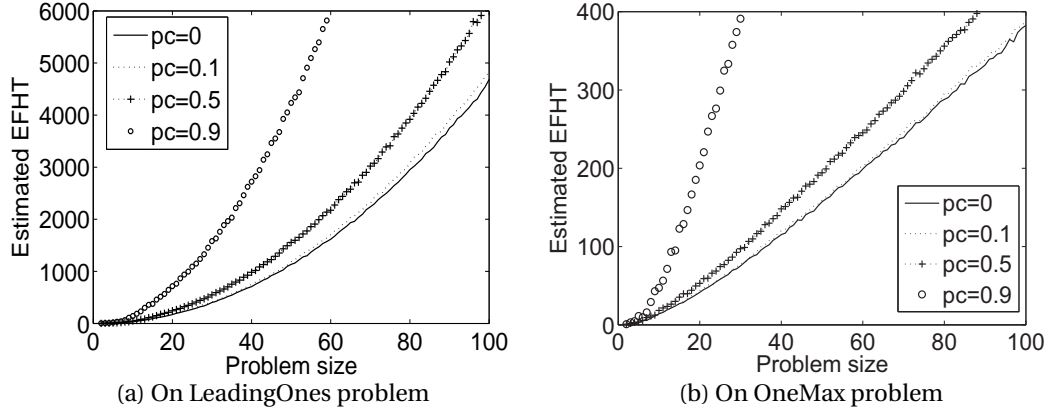 6000
5000
4000
3000
2000
1000
0
Estimated EFHT
pc=0
pc=0.1
pc=0.5
pc=0.9
0 20 40 60 80 100
Problem size
(a) On LeadingOnes problem
400
300
200
100
0
Estimated EFHT
pc=0
pc=0.1
pc=0.5
pc=0.9
0 20 40 60 80 100
Problem size
(b) On OneMax problem